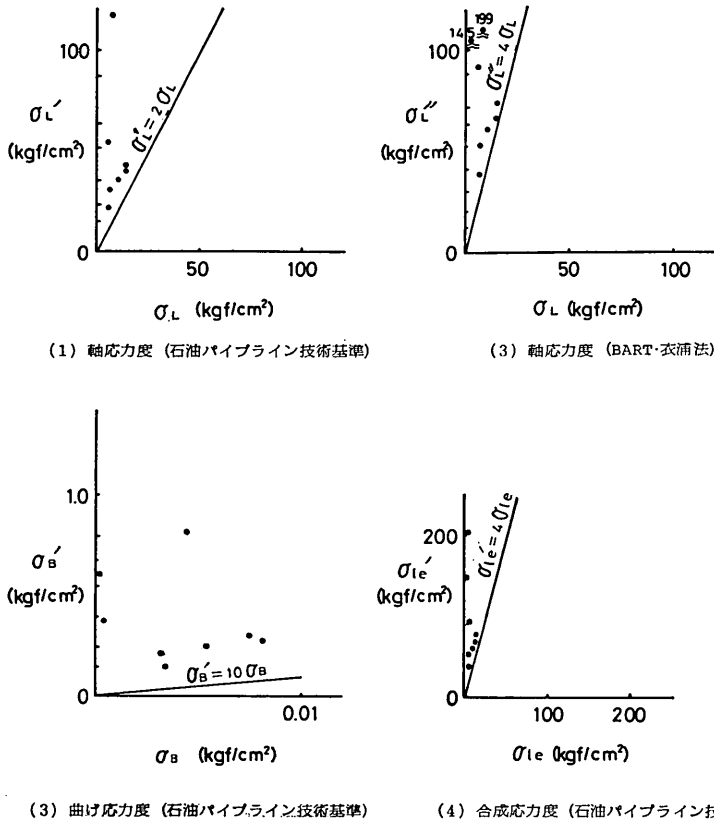 100
σL′
(kgf/cm²)
0
σL′=2σL
50
100
σL (kgf/cm²)
(1) 軸応力度 (石油パイプライン技術基準)
145
199
100
σL″
(kgf/cm²)
0
σL″=4σL
50
100
σL (kgf/cm²)
(3) 軸応力度 (BART·衣浦法)
1.0
σB′
(kgf/cm²)
0
σB′=10σB
0.01
σB (kgf/cm²)
(3) 曲げ応力度 (石油パイプライン技術基準)
200
σle′
(kgf/cm²)
0
σle′=4σle
100
200
σle (kgf/cm²)
(4) 合成応力度 (石油パイプライン技